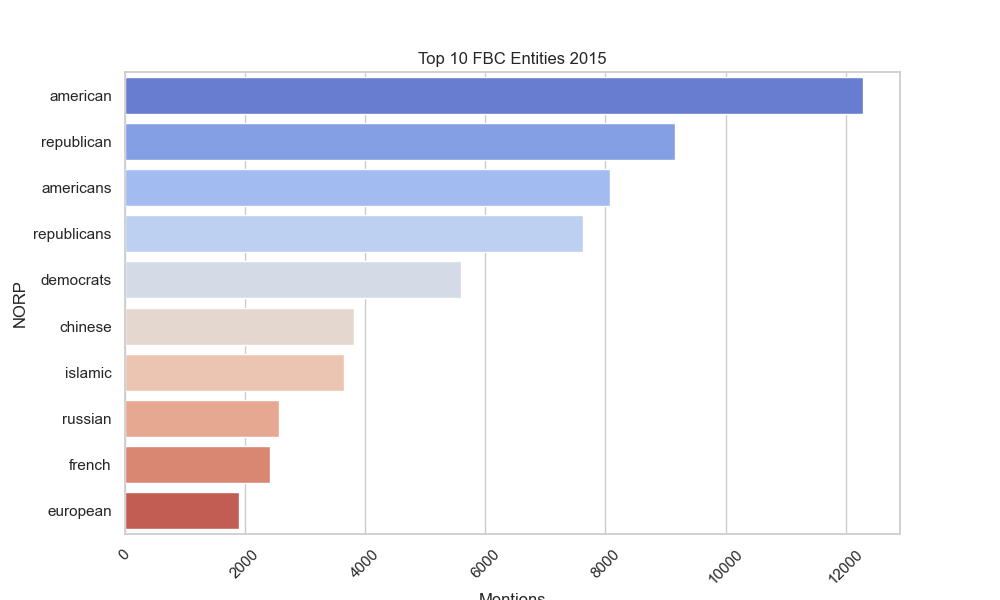 Top 10 FBC Entities 2015
american
republican
americans
republicans
democrats
chinese
islamic
russian
french
european
NORP
0
2000
4000
6000
8000
10000
12000
Mentions